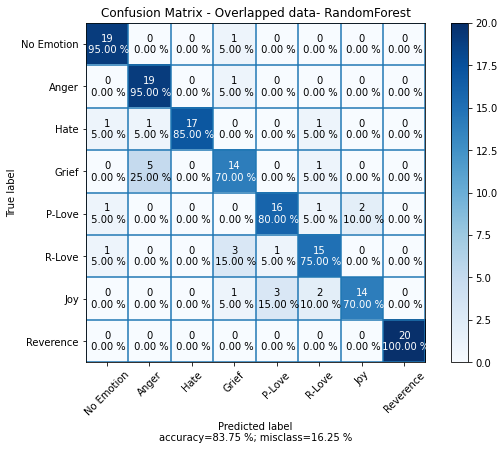 Confusion Matrix - Overlapped data- RandomForest
True label
No Emotion 19 0 0 1 0 0 0 0
95.00 % 0.00 % 0.00 % 5.00 % 0.00 % 0.00 % 0.00 % 0.00 %
Anger 0 19 0 1 0 0 0 0
0.00 % 95.00 % 0.00 % 5.00 % 0.00 % 0.00 % 0.00 % 0.00 %
Hate 1 1 17 0 0 1 0 0
5.00 % 5.00 % 85.00 % 0.00 % 0.00 % 5.00 % 0.00 % 0.00 %
Grief 0 5 0 14 0 1 0 0
0.00 % 25.00 % 0.00 % 70.00 % 0.00 % 5.00 % 0.00 % 0.00 %
P-Love 1 0 0 0 16 1 2 0
5.00 % 0.00 % 0.00 % 0.00 % 80.00 % 5.00 % 10.00 % 0.00 %
R-Love 1 0 0 3 1 15 0 0
5.00 % 0.00 % 0.00 % 15.00 % 5.00 % 75.00 % 0.00 % 0.00 %
Joy 0 0 0 1 3 2 14 0
0.00 % 0.00 % 0.00 % 5.00 % 15.00 % 10.00 % 70.00 % 0.00 %
Reverence 0 0 0 0 0 0 0 20
0.00 % 0.00 % 0.00 % 0.00 % 0.00 % 0.00 % 0.00 % 100.00 %
No Emotion Anger Hate Grief P-Love R-Love Joy Reverence
Predicted label
accuracy=83.75 %; misclass=16.25 %
20.0
17.5
15.0
12.5
10.0
7.5
5.0
2.5
0.0